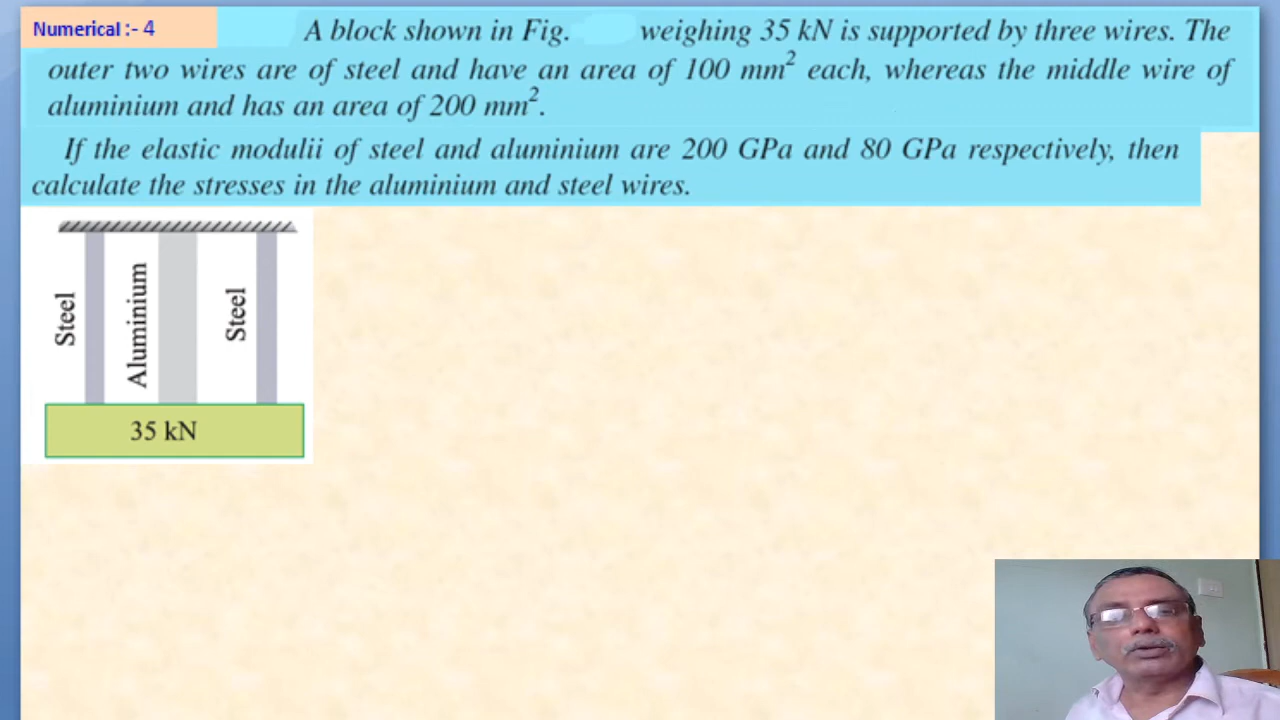 Numerical :- 4
A block shown in Fig. weighing 35 kN is supported by three wires. The
outer two wires are of steel and have an area of 100 mm² each, whereas the middle wire of
aluminium and has an area of 200 mm².
If the elastic modulii of steel and aluminium are 200 GPa and 80 GPa respectively, then
calculate the stresses in the aluminium and steel wires.
Steel
Aluminium
Steel
35 kN